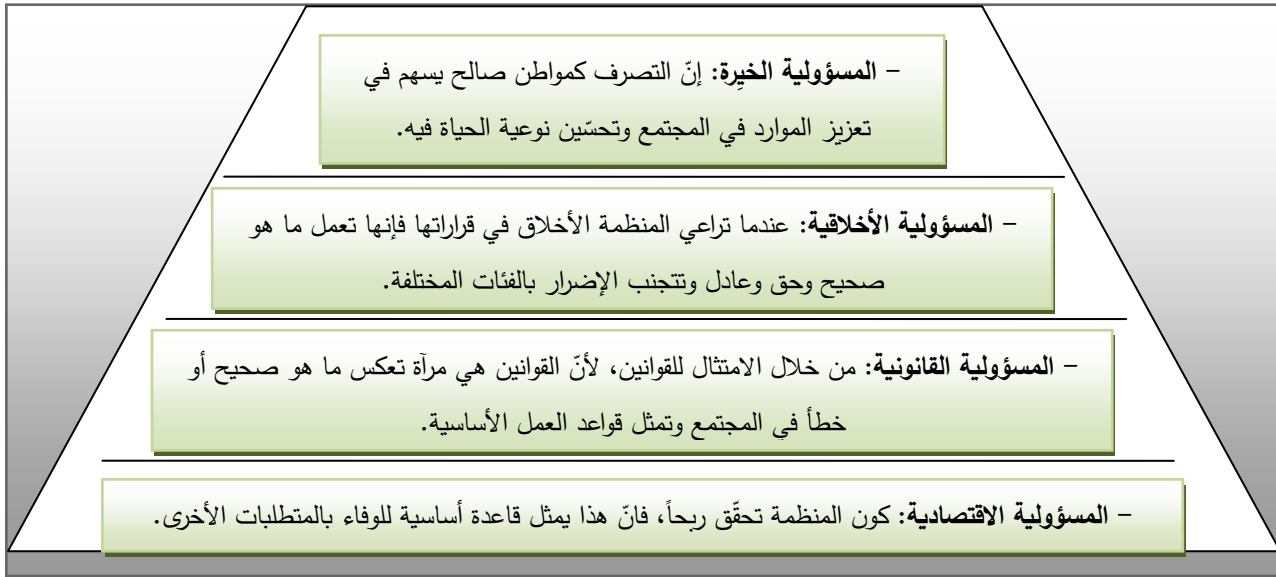 - المسؤولية الخيِرة: إنّ التصرف كمواطن صالح يسهم في
تعزيز الموارد في المجتمع وتحسّين نوعية الحياة فيه.
- المسؤولية الأخلاقية: عندما تراعي المنظمة الأخلاق في قراراتها فإنها تعمل ما هو
صحيح وحق وعادل وتتجنب الإضرار بالفئات المختلفة.
- المسؤولية القانونية: من خلال الامتثال للقوانين، لأنّ القوانين هي مرآة تعكس ما هو صحيح أو
خطأ في المجتمع وتمثل قواعد العمل الأساسية.
- المسؤولية الاقتصادية: كون المنظمة تحقّق ربحاً، فانّ هذا يمثل قاعدة أساسية للوفاء بالمتطلبات الأخرى.